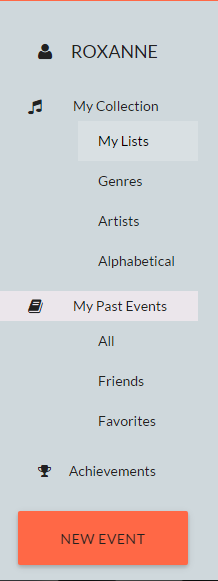 ROXANNE
My Collection
My Lists
Genres
Artists
Alphabetical
My Past Events
All
Friends
Favorites
Achievements
NEW EVENT